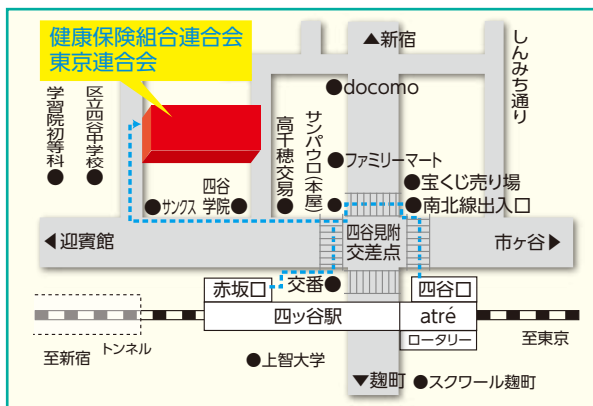 健康保険組合連合会
東京連合会
▲新宿
しんみち通り
●docomo
学習院初等科●
区立四谷中学校●
高千穂交易●
サンパウロ(本屋)●
●ファミリーマート
●宝くじ売り場
●南北線出入口
●サンクス
四谷
学院●
◀迎賓館
四谷見附
交差点
市ヶ谷▶
赤坂口
交番●
四谷口
四ッ谷駅
atré
ロータリー
至新宿
トンネル
至東京
●上智大学
▼麹町
●スクワール麹町